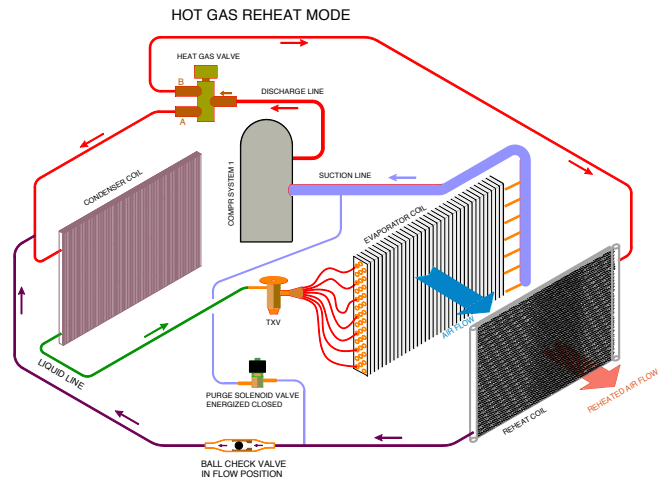 HOT GAS REHEAT MODE
HEAT GAS VALVE
B
A
DISCHARGE LINE
COMPR SYSTEM 1
SUCTION LINE
CONDENSER COIL
EVAPORATOR COIL
AIR FLOW
TXV
LIQUID LINE
PURGE SOLENOID VALVE
ENERGIZED CLOSED
REHEAT COIL
REHEATED AIR FLOW
BALL CHECK VALVE
IN FLOW POSITION